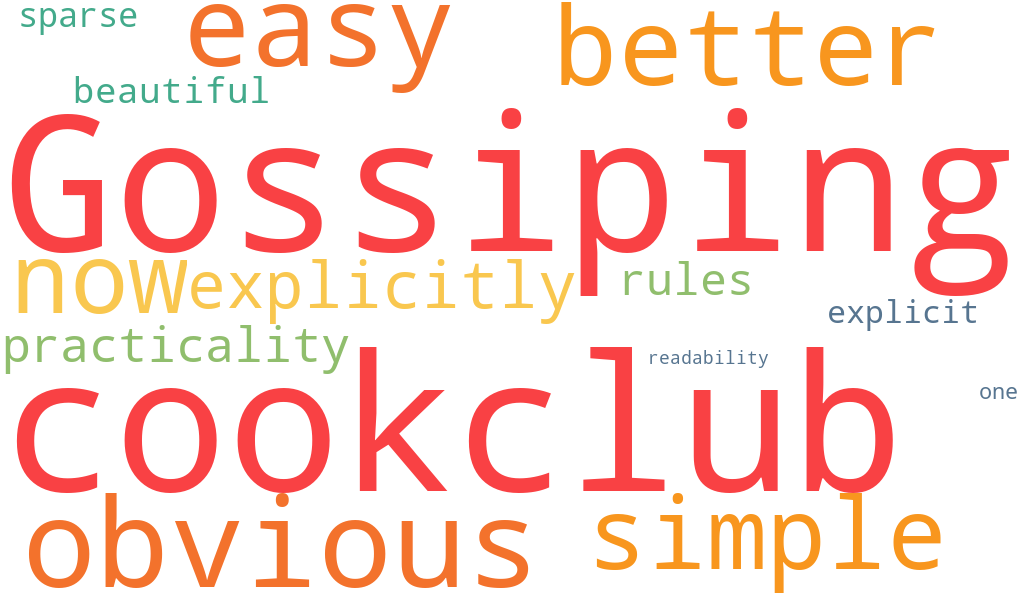 sparse easy better
beautiful
Gossiping
now explicitly rules
explicit
practicality
readability
cookclub
one
obvious simple